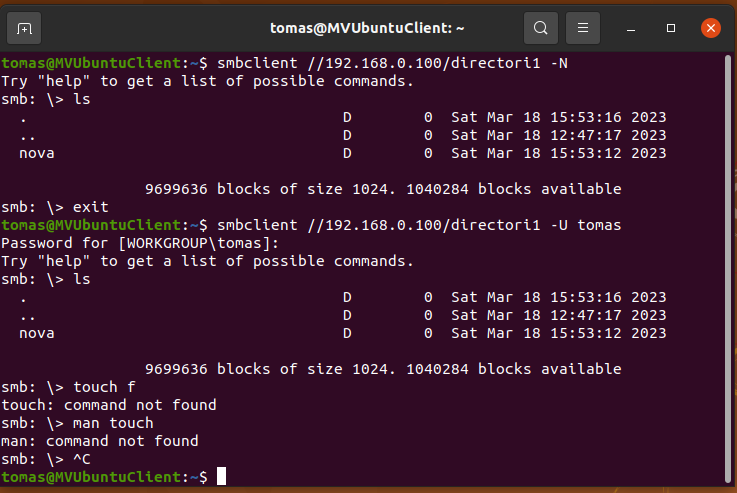 tomas@MVUbuntuClient: ~
tomas@MVUbuntuClient:~$ smbclient //192.168.0.100/directori1 -N
Try "help" to get a list of possible commands.
smb: \> ls
  .                                   D        0  Sat Mar 18 15:53:16 2023
  ..                                  D        0  Sat Mar 18 12:47:17 2023
  nova                                D        0  Sat Mar 18 15:53:12 2023
                9699636 blocks of size 1024. 1040284 blocks available
smb: \> exit
tomas@MVUbuntuClient:~$ smbclient //192.168.0.100/directori1 -U tomas
Password for [WORKGROUP\tomas]:
Try "help" to get a list of possible commands.
smb: \> ls
  .                                   D        0  Sat Mar 18 15:53:16 2023
  ..                                  D        0  Sat Mar 18 12:47:17 2023
  nova                                D        0  Sat Mar 18 15:53:12 2023
                9699636 blocks of size 1024. 1040284 blocks available
smb: \> touch f
touch: command not found
smb: \> man touch
man: command not found
smb: \> ^C
tomas@MVUbuntuClient:~$